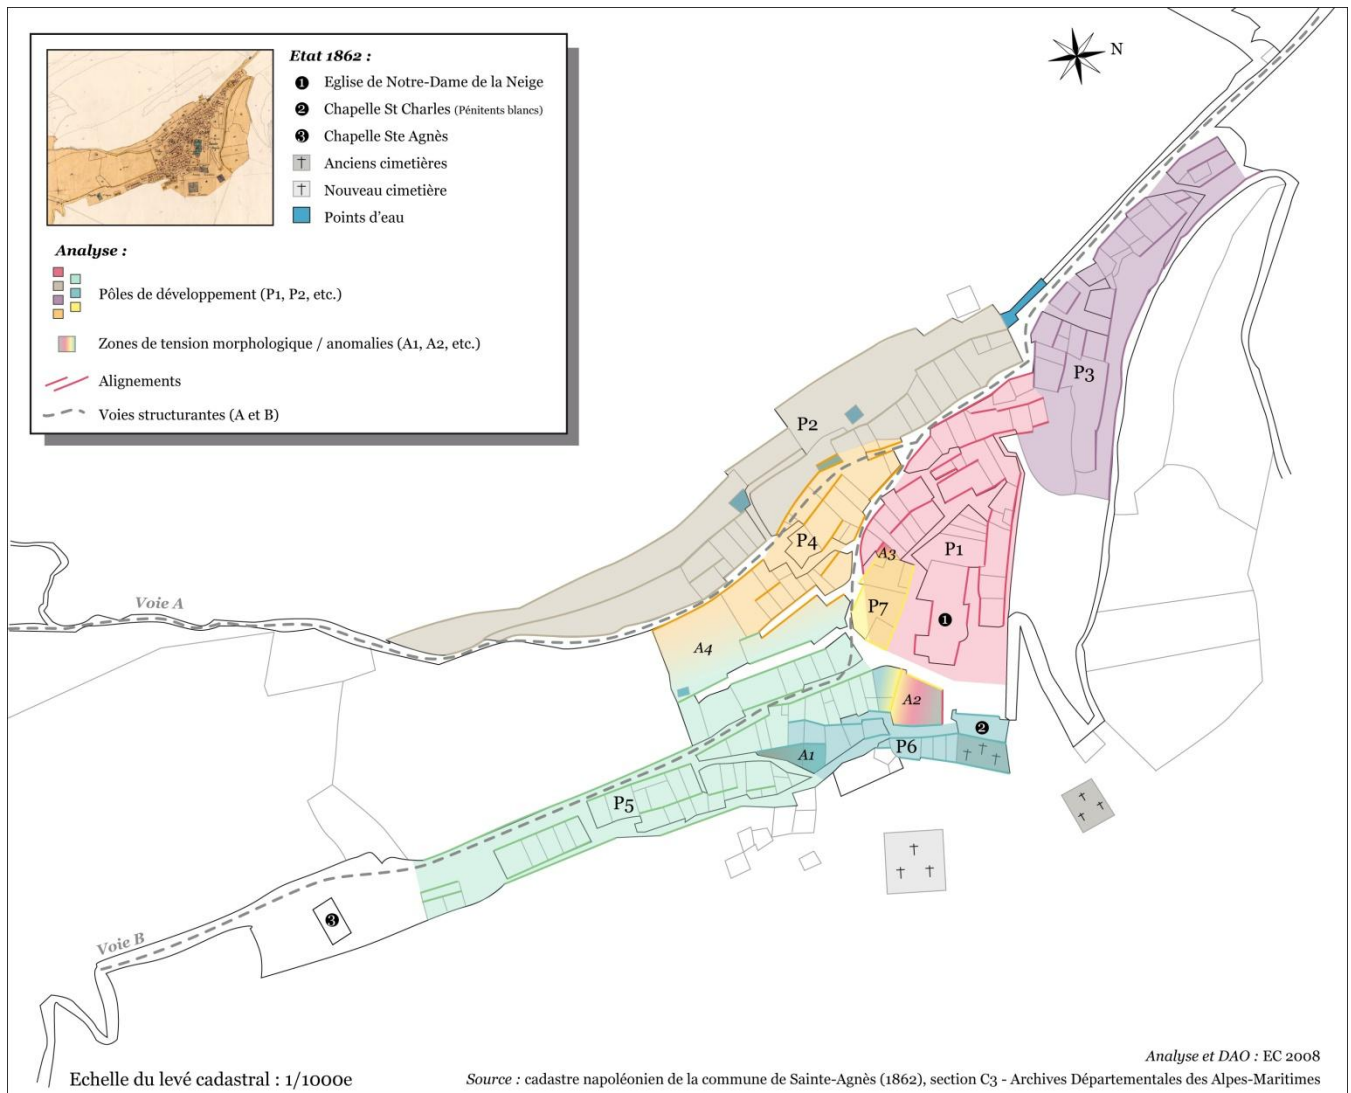 Etat 1862 :
❶ Eglise de Notre-Dame de la Neige
❷ Chapelle St Charles (Pénitents blancs)
❸ Chapelle Ste Agnès
Anciens cimetières
Nouveau cimetière
Points d'eau
Analyse :
Pôles de développement (P1, P2, etc.)
Zones de tension morphologique / anomalies (A1, A2, etc.)
Alignements
Voies structurantes (A et B)
N
P3
P2
P4
A3
P1
P7
❶
Voie A
A4
A2
❷
P6
A1
P5
❸
Voie B
Analyse et DAO : EC 2008
Echelle du levé cadastral : 1/1000e
Source : cadastre napoléonien de la commune de Sainte-Agnès (1862), section C3 - Archives Départementales des Alpes-Maritimes